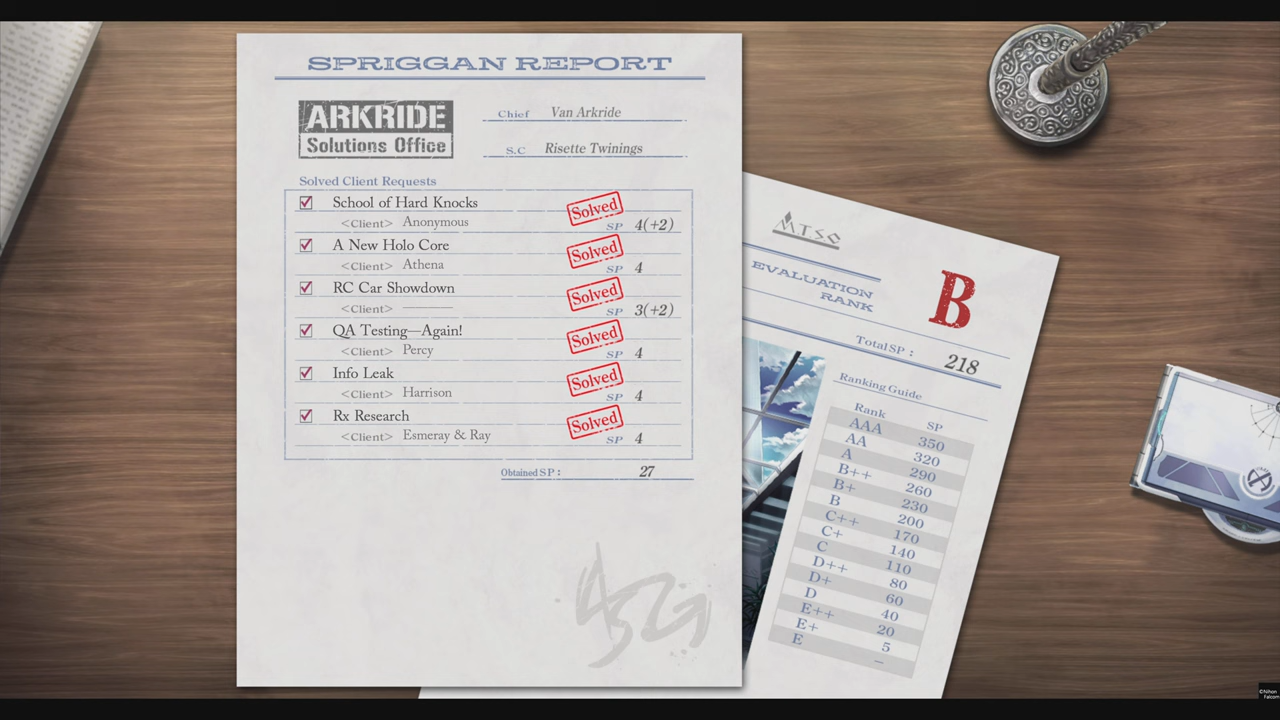 SPRIGGAN REPORT
ARKRIDE
Solutions Office
Chief Van Arkride
S.C Risette Twinings
Solved Client Requests
School of Hard Knocks
<Client> Anonymous
Solved
SP 4(+2)
A New Holo Core
<Client> Athena
Solved
SP 4
RC Car Showdown
<Client> ————
Solved
SP 3(+2)
QA Testing—Again!
<Client> Percy
Solved
SP 4
Info Leak
<Client> Harrison
Solved
SP 4
Rx Research
<Client> Esmeray & Ray
Solved
SP 4
Obtained S.P : 27
MTSO
EVALUATION
RANK
B
Total SP : 218
Ranking Guide
Rank SP
AAA 350
AA 320
A 290
B++ 260
B+ 230
B 200
C++ 170
C+ 140
C 110
D++ 80
D+ 60
D 40
E++ 20
E+ 5
E —
©Nihon
Falcom